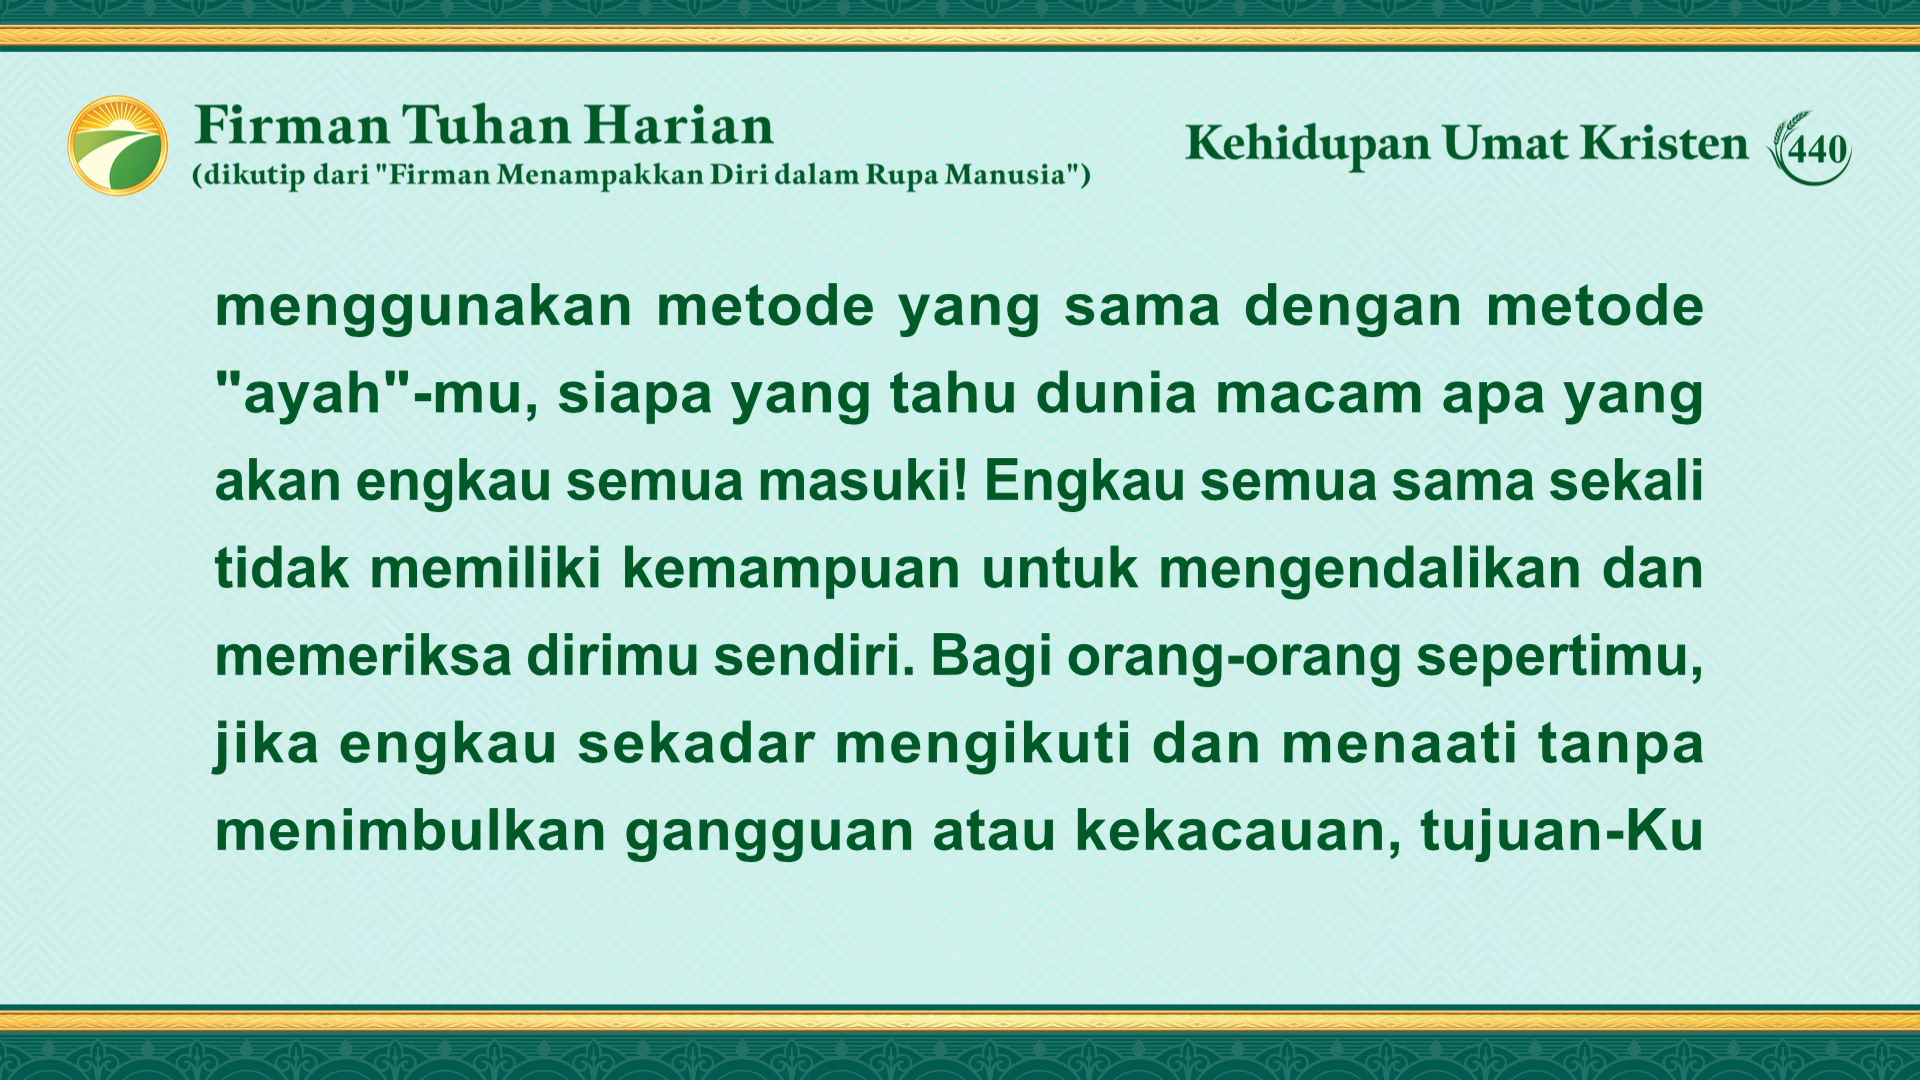 Firman Tuhan Harian
(dikutip dari "Firman Menampakkan Diri dalam Rupa Manusia")
Kehidupan Umat Kristen 440
menggunakan metode yang sama dengan metode
"ayah"-mu, siapa yang tahu dunia macam apa yang
akan engkau semua masuki! Engkau semua sama sekali
tidak memiliki kemampuan untuk mengendalikan dan
memeriksa dirimu sendiri. Bagi orang-orang sepertimu,
jika engkau sekadar mengikuti dan menaati tanpa
menimbulkan gangguan atau kekacauan, tujuan-Ku